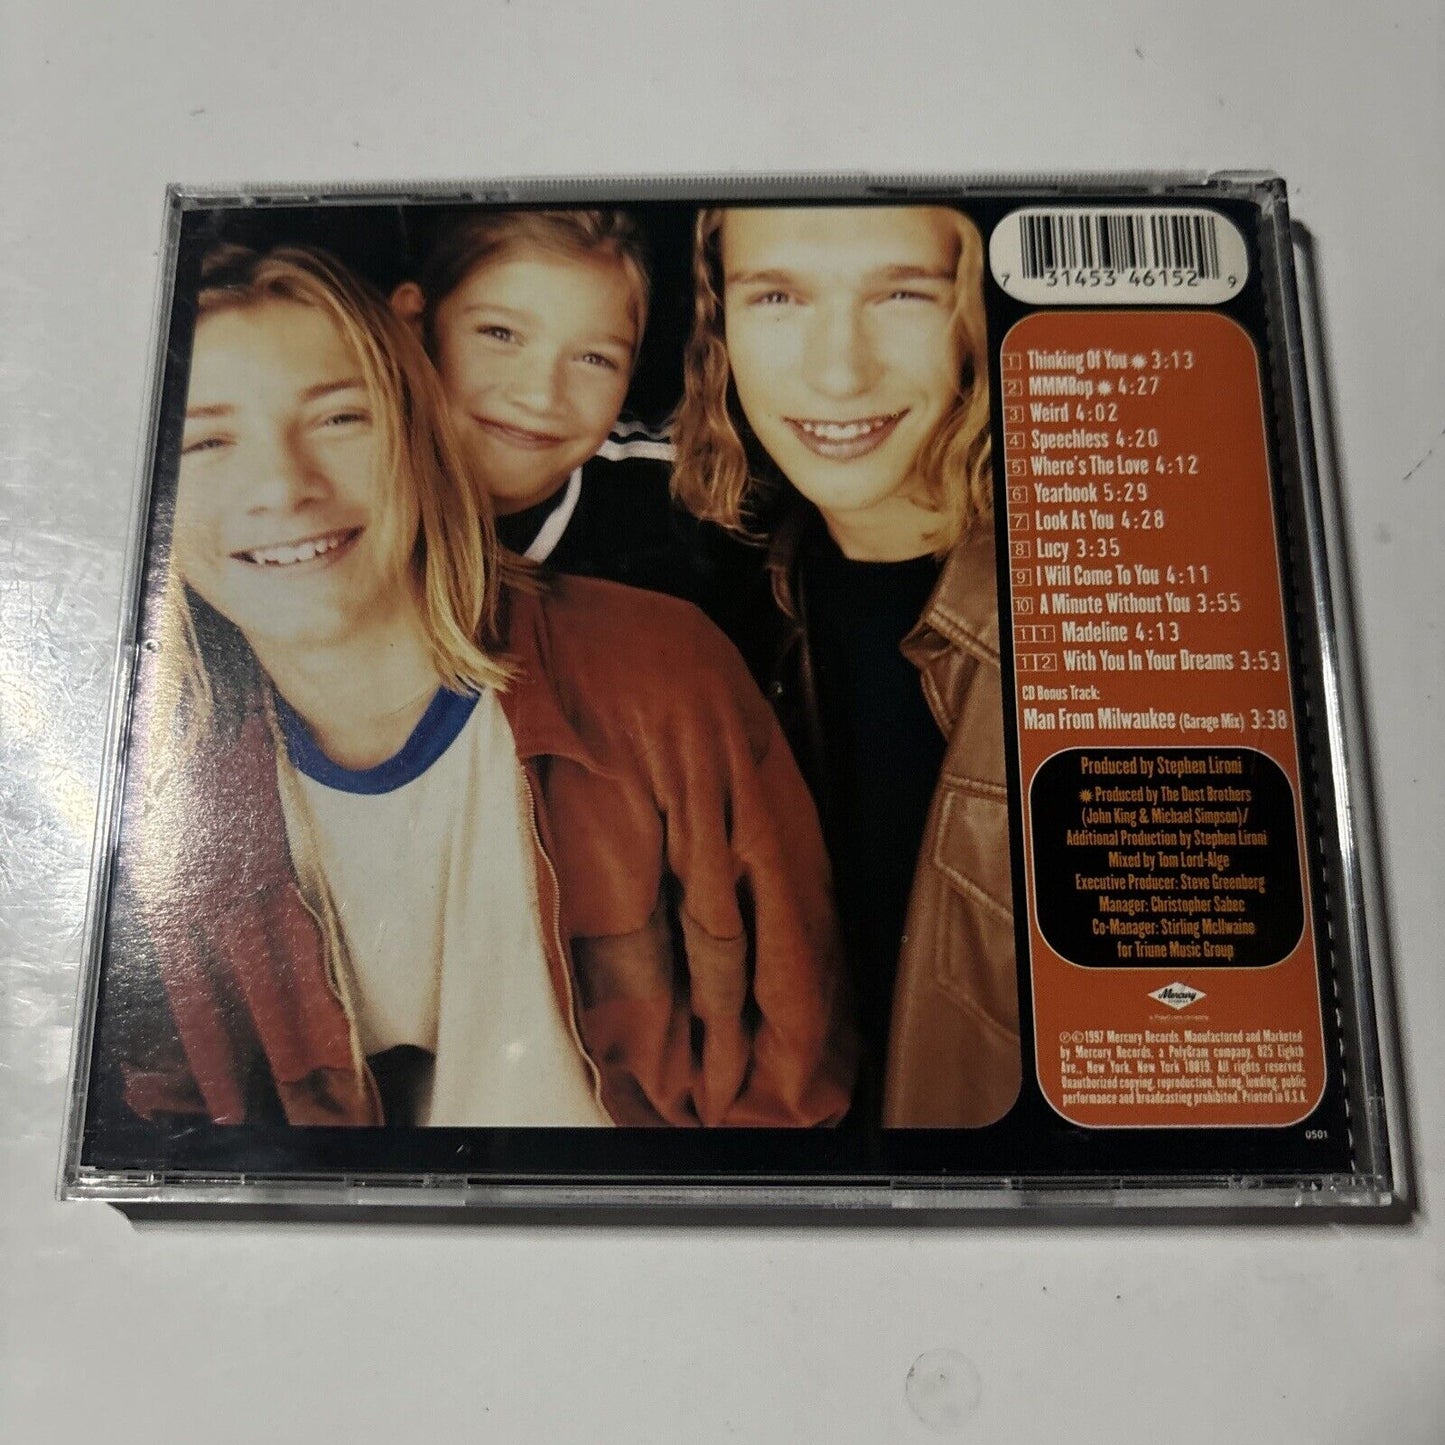 7 31453 46152 9
1 Thinking Of You ✹ 3:13
2 MMMBop ✹ 4:27
3 Weird 4:02
4 Speechless 4:20
5 Where's The Love 4:12
6 Yearbook 5:29
7 Look At You 4:28
8 Lucy 3:35
9 I Will Come To You 4:11
10 A Minute Without You 3:55
11 Madeline 4:13
12 With You In Your Dreams 3:53
CD Bonus Track:
Man From Milwaukee (Garage Mix) 3:38
Produced by Stephen Lironi
✹ Produced by The Dust Brothers
(John King & Michael Simpson)/
Additional Production by Stephen Lironi
Mixed by Tom Lord-Alge
Executive Producer: Steve Greenberg
Manager: Christopher Sabec
Co-Manager: Stirling McIlwaine
for Triune Music Group
Mercury
RECORDS
a PolyGram company
℗©1997 Mercury Records. Manufactured and Marketed
by Mercury Records, a PolyGram company, 825 Eighth
Ave., New York, New York 10019. All rights reserved.
Unauthorized copying, reproduction, hiring, lending, public
performance and broadcasting prohibited. Printed in U.S.A.
0501